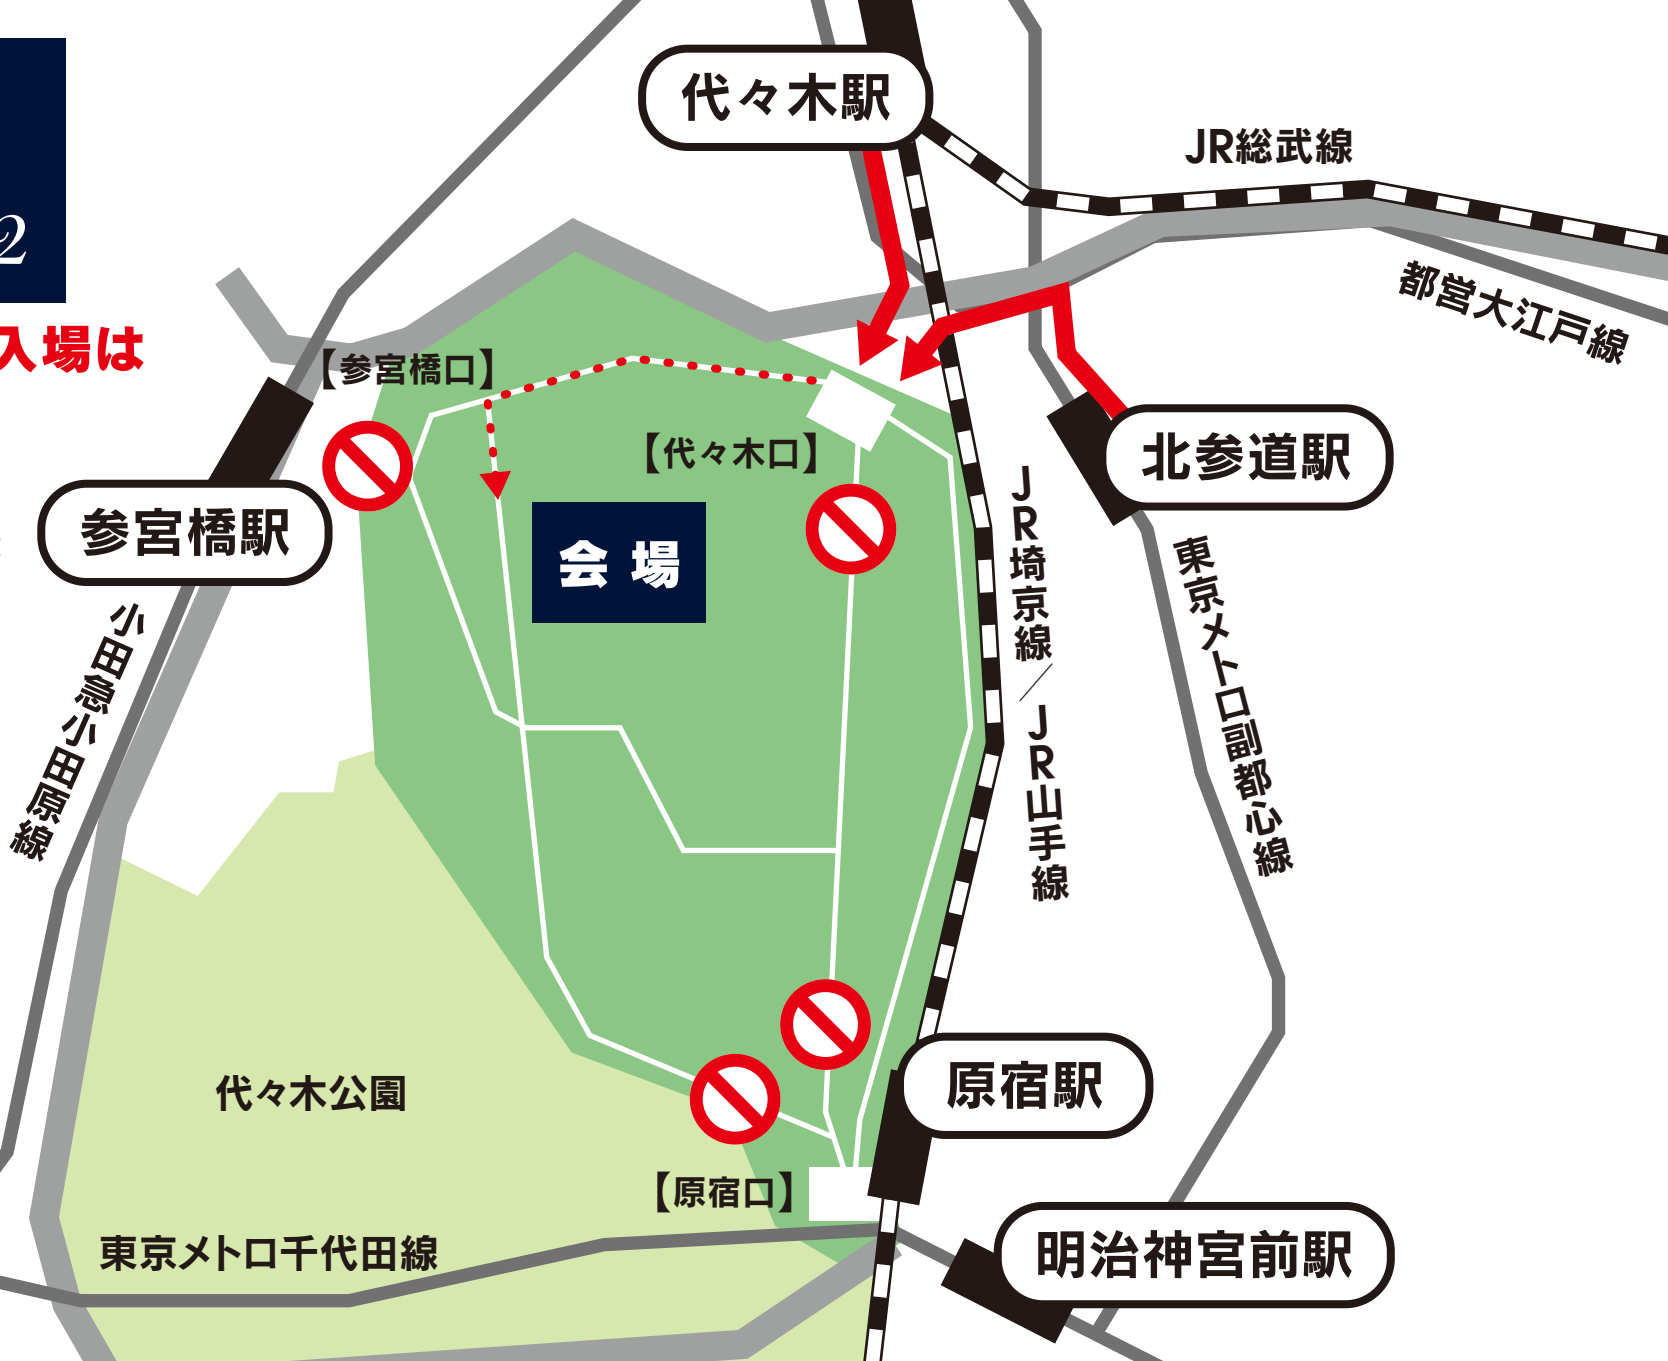 代々木駅
JR総武線
2
都営大江戸線
入場は
【参宮橋口】
【代々木口】
北参道駅
参宮橋駅
会 場
JR埼京線／JR山手線
東京メトロ副都心線
小田急小田原線
原宿駅
代々木公園
【原宿口】
明治神宮前駅
東京メトロ千代田線